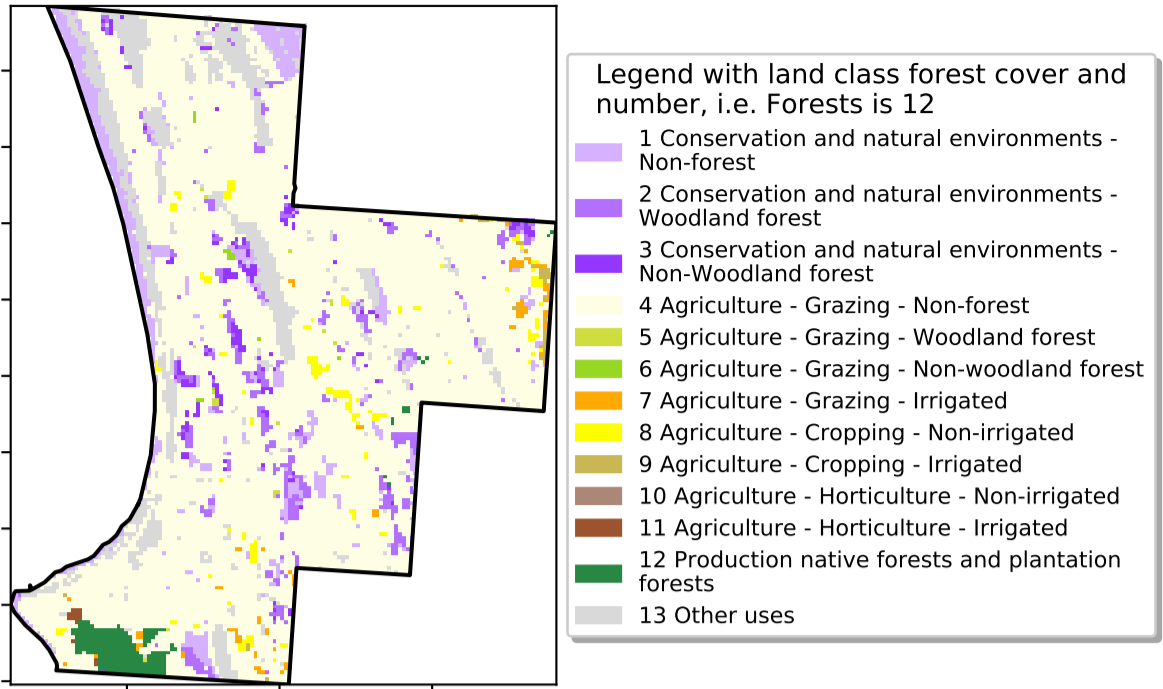 Legend with land class forest cover and
number, i.e. Forests is 12
1 Conservation and natural environments -
Non-forest
2 Conservation and natural environments -
Woodland forest
3 Conservation and natural environments -
Non-Woodland forest
4 Agriculture - Grazing - Non-forest
5 Agriculture - Grazing - Woodland forest
6 Agriculture - Grazing - Non-woodland forest
7 Agriculture - Grazing - Irrigated
8 Agriculture - Cropping - Non-irrigated
9 Agriculture - Cropping - Irrigated
10 Agriculture - Horticulture - Non-irrigated
11 Agriculture - Horticulture - Irrigated
12 Production native forests and plantation
forests
13 Other uses